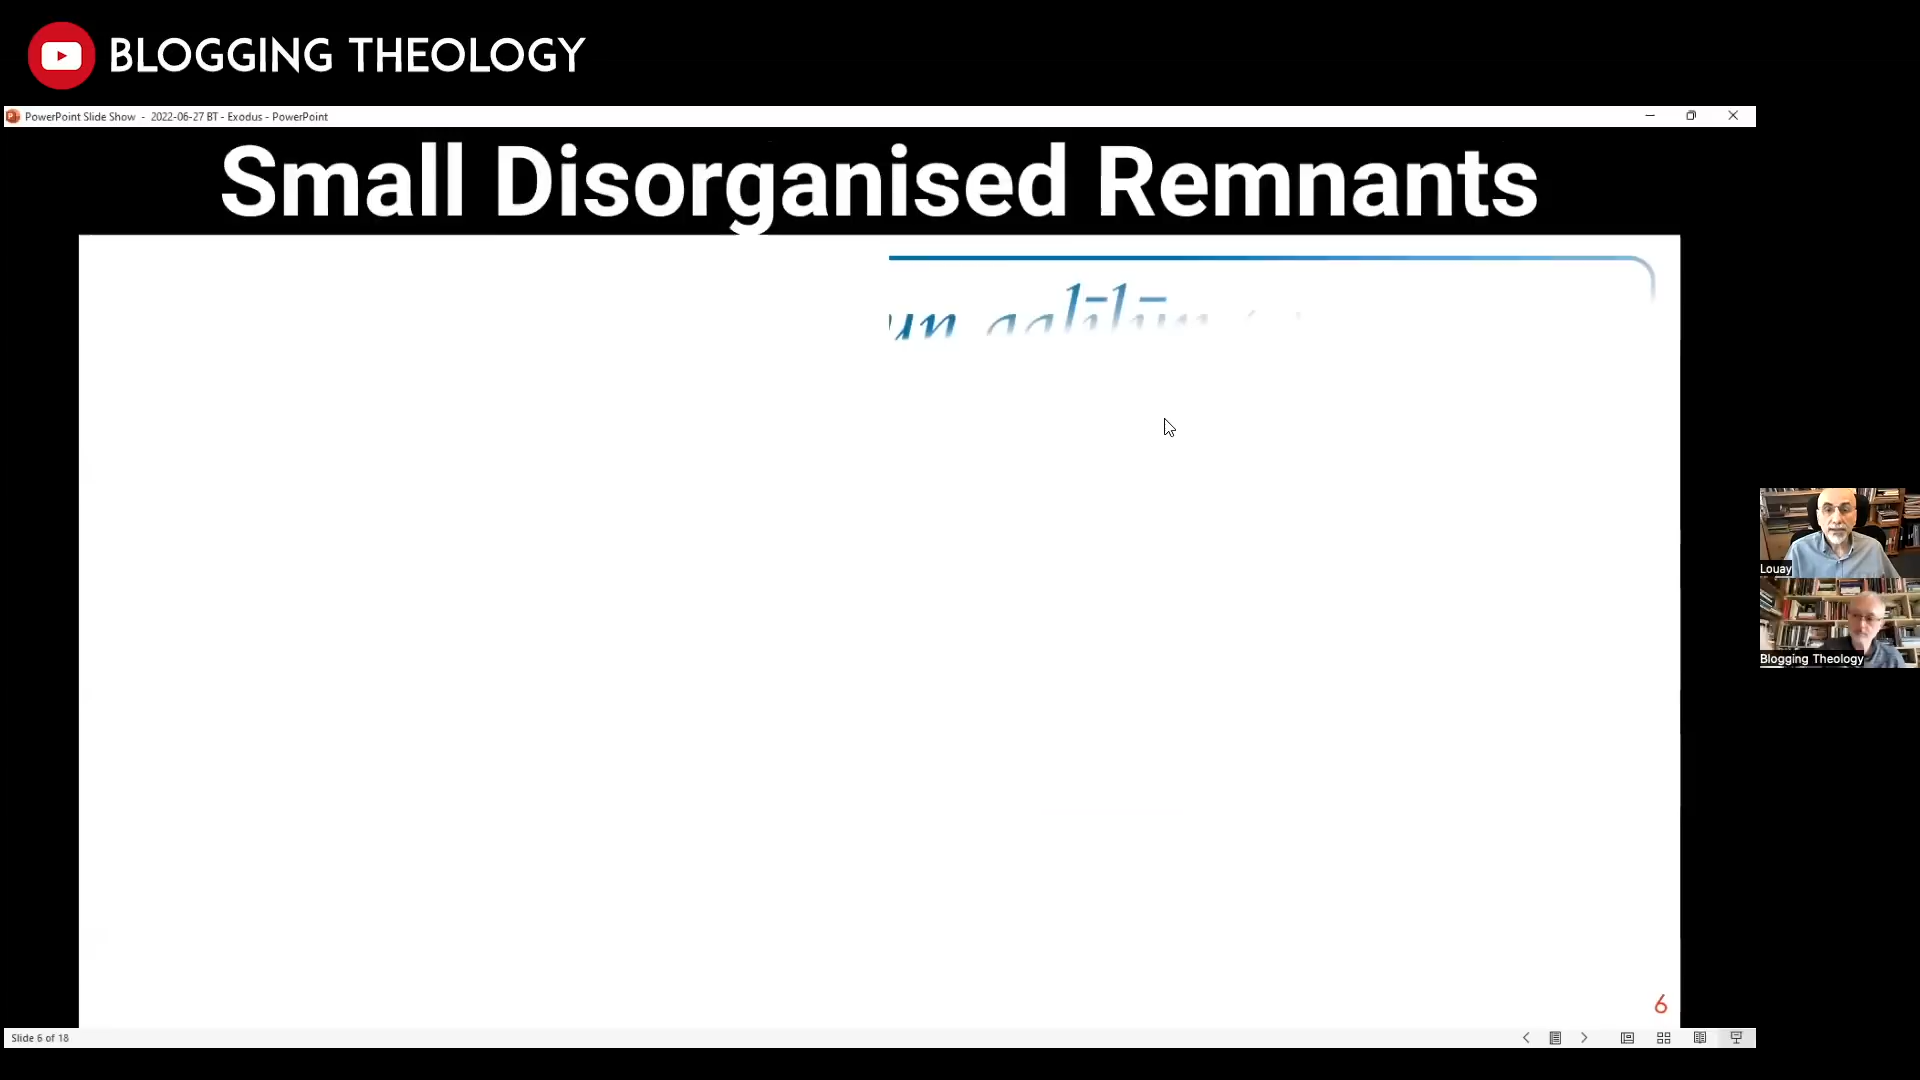 BLOGGING THEOLOGY
PowerPoint Slide Show - 2022-06-27 BT - Exodus - PowerPoint
Small Disorganised Remnants
6
Louay
Blogging Theology
Slide 6 of 18